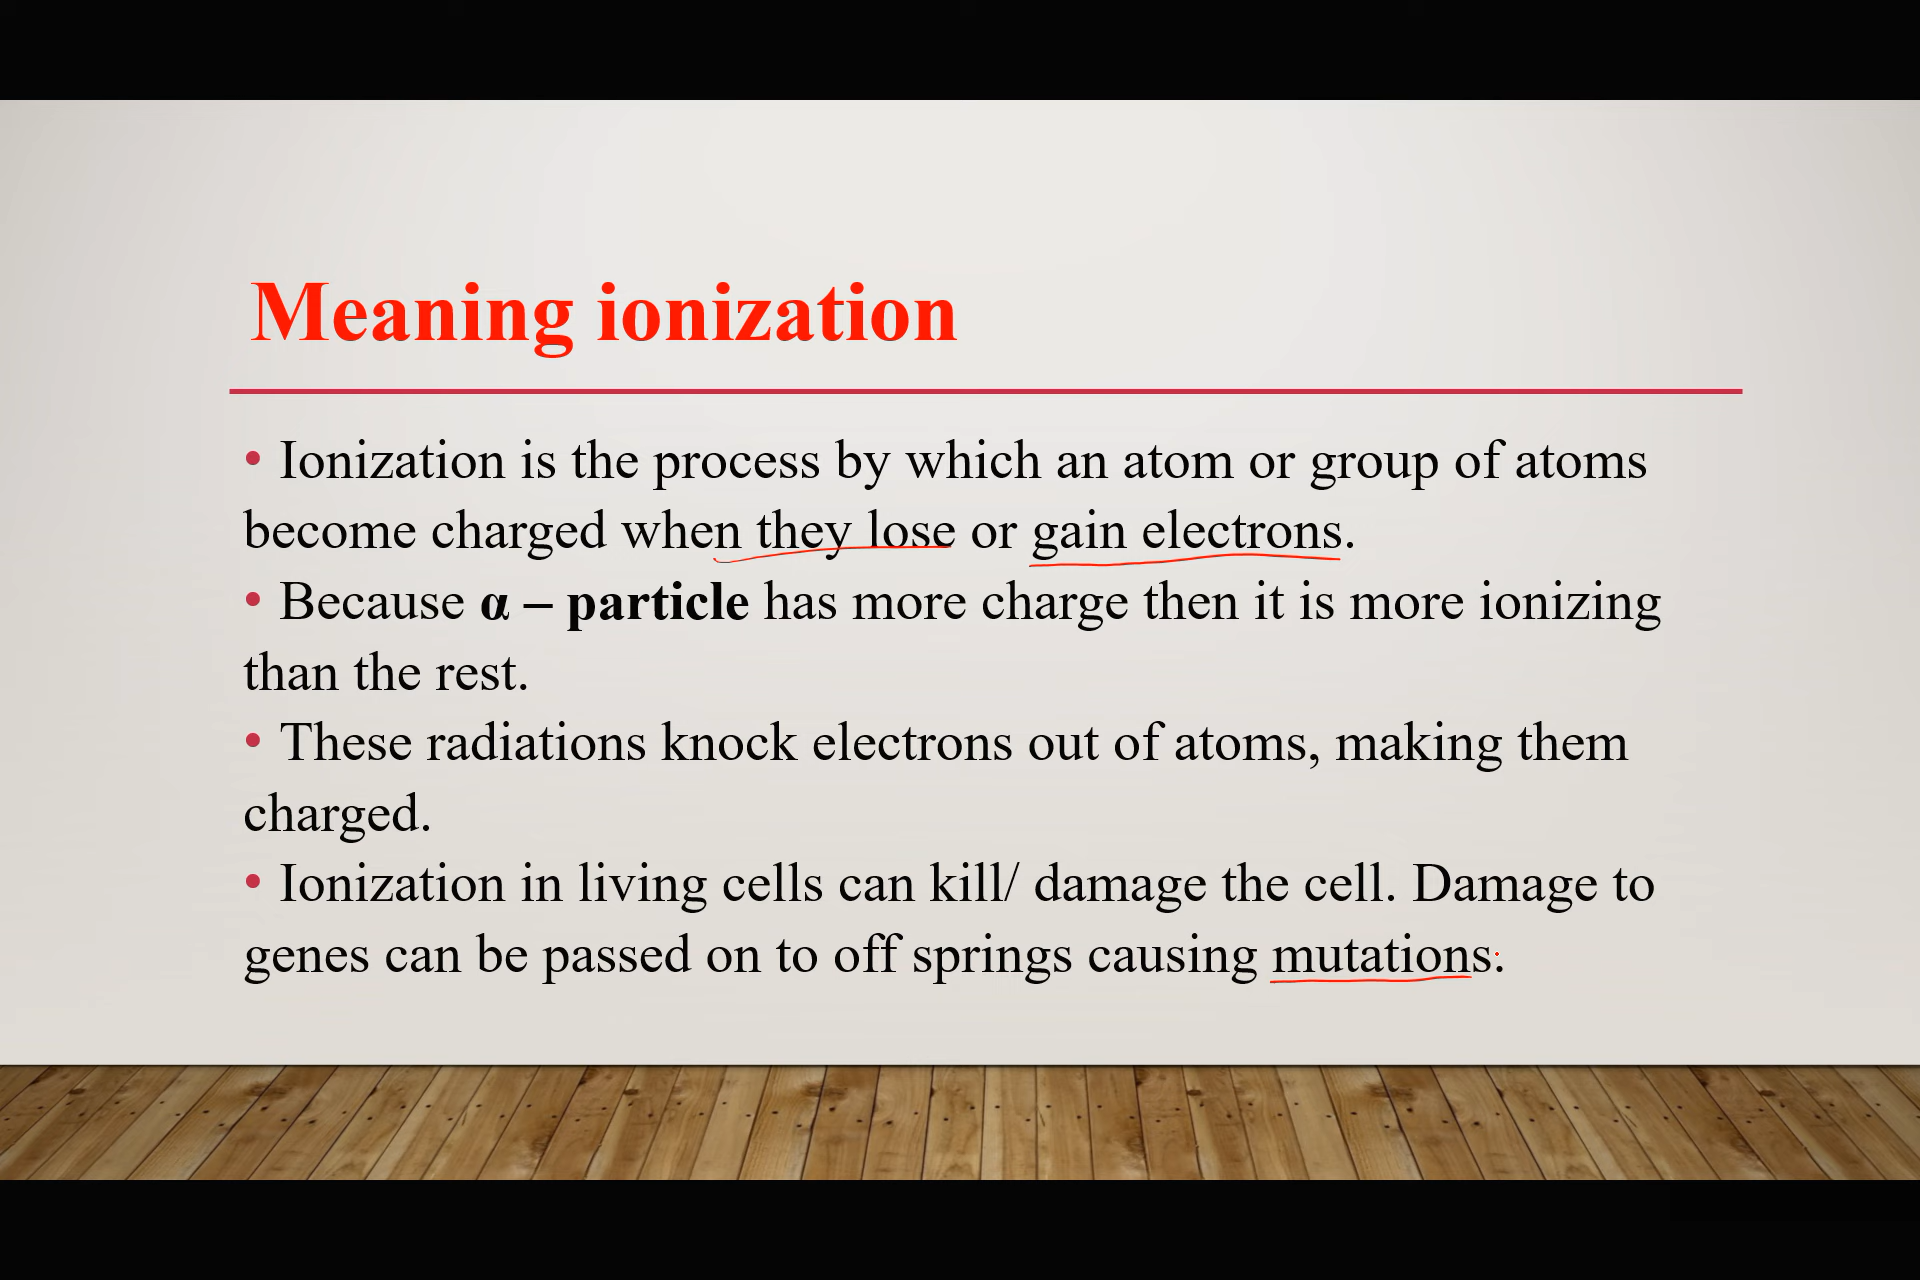 Meaning ionization
• Ionization is the process by which an atom or group of atoms
become charged when they lose or gain electrons.
• Because α – particle has more charge then it is more ionizing
than the rest.
• These radiations knock electrons out of atoms, making them
charged.
• Ionization in living cells can kill/ damage the cell. Damage to
genes can be passed on to off springs causing mutations.